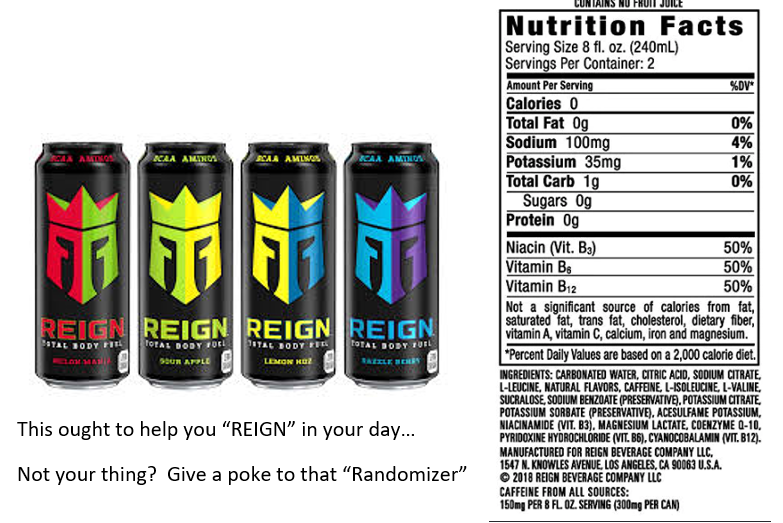 BCAA AMINOS
REIGN
TOTAL BODY FUEL
MELON MANIA
BCAA AMINOS
REIGN
TOTAL BODY FUEL
SOUR APPLE
BCAA AMINOS
REIGN
TOTAL BODY FUEL
LEMON HDZ
BCAA AMINOS
REIGN
TOTAL BODY FUEL
RAZZLE BERRY
This ought to help you “REIGN” in your day…
Not your thing?  Give a poke to that “Randomizer”
CONTAINS NO FRUIT JUICE
Nutrition Facts
Serving Size 8 fl. oz. (240mL)
Servings Per Container: 2
Amount Per Serving %DV*
Calories 0
Total Fat 0g 0%
Sodium 100mg 4%
Potassium 35mg 1%
Total Carb 1g 0%
Sugars 0g
Protein 0g
Niacin (Vit. B3) 50%
Vitamin B6 50%
Vitamin B12 50%
Not a significant source of calories from fat,
saturated fat, trans fat, cholesterol, dietary fiber,
vitamin A, vitamin C, calcium, iron and magnesium.
*Percent Daily Values are based on a 2,000 calorie diet.
INGREDIENTS: CARBONATED WATER, CITRIC ACID, SODIUM CITRATE,
L-LEUCINE, NATURAL FLAVORS, CAFFEINE, L-ISOLEUCINE, L-VALINE,
SUCRALOSE, SODIUM BENZOATE (PRESERVATIVE), POTASSIUM CITRATE,
POTASSIUM SORBATE (PRESERVATIVE), ACESULFAME POTASSIUM,
NIACINAMIDE (VIT. B3), MAGNESIUM LACTATE, COENZYME Q-10,
PYRIDOXINE HYDROCHLORIDE (VIT. B6), CYANOCOBALAMIN (VIT. B12).
MANUFACTURED FOR REIGN BEVERAGE COMPANY LLC,
1547 N. KNOWLES AVENUE, LOS ANGELES, CA 90063 U.S.A.
© 2018 REIGN BEVERAGE COMPANY LLC
CAFFEINE FROM ALL SOURCES:
150mg PER 8 FL. OZ. SERVING (300mg PER CAN)